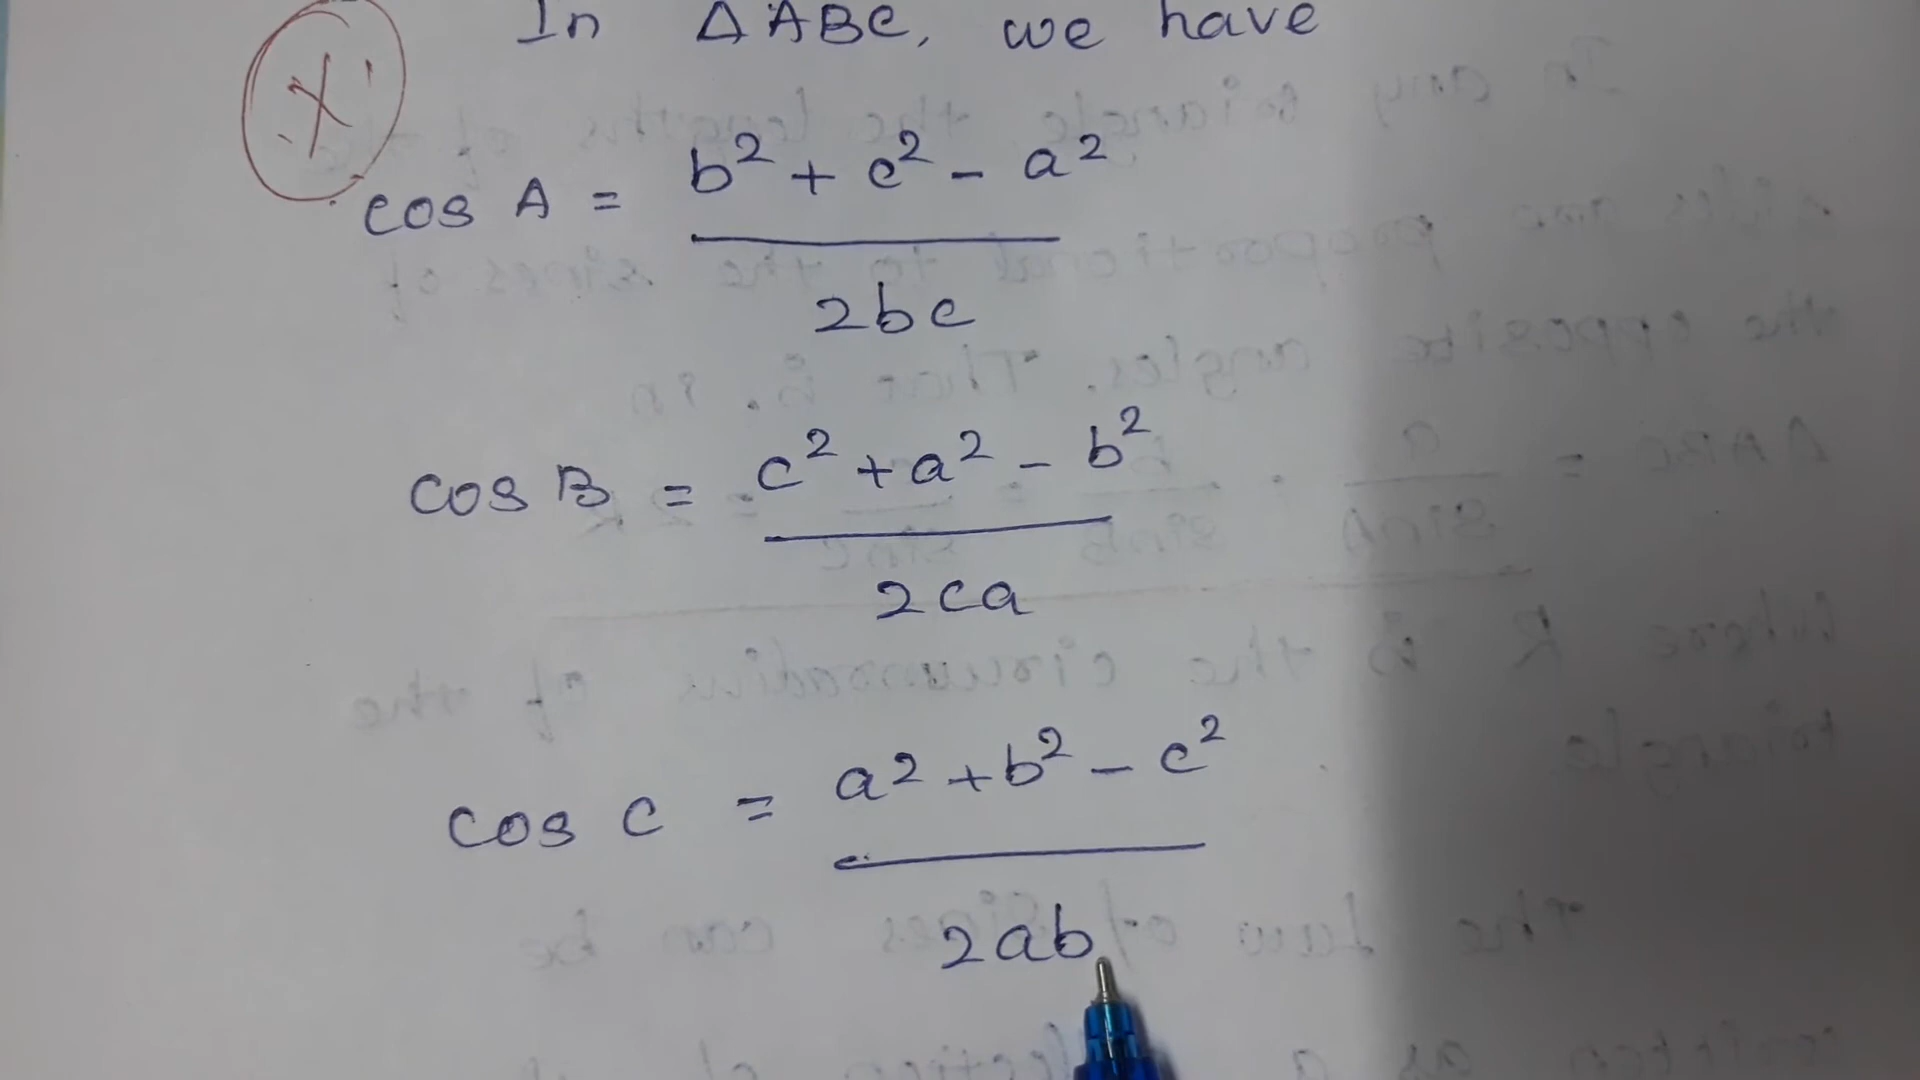 In ΔABC, we have
cos A = b² + c² - a²
2bc
cos B = c² + a² - b²
2ca
cos C = a² + b² - c²
2ab